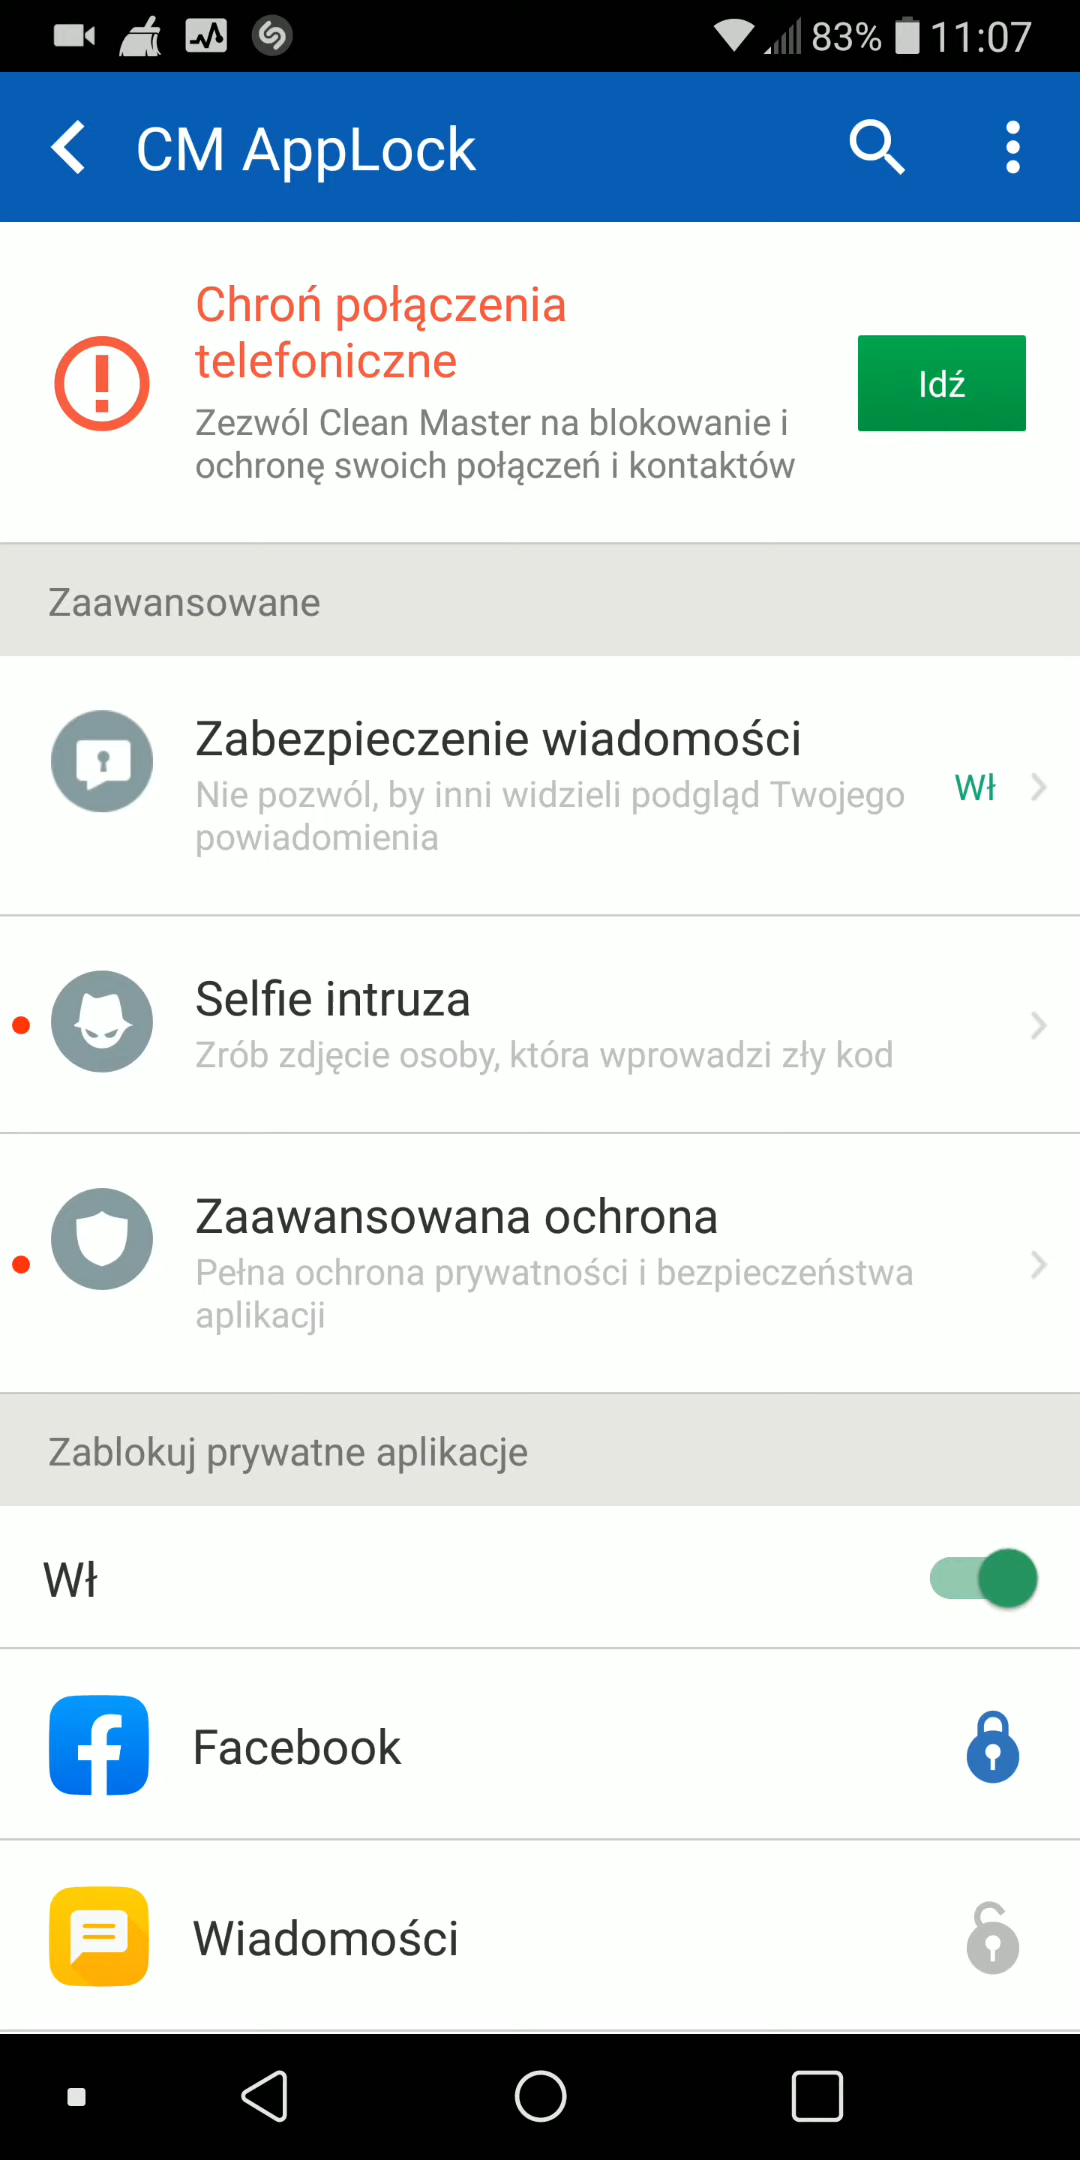 83% 11:07
CM AppLock
Chroń połączenia
telefoniczne
Zezwól Clean Master na blokowanie i
ochronę swoich połączeń i kontaktów
Idź
Zaawansowane
Zabezpieczenie wiadomości
Nie pozwól, by inni widzieli podgląd Twojego
powiadomienia
Wł
Selfie intruza
Zrób zdjęcie osoby, która wprowadzi zły kod
Zaawansowana ochrona
Pełna ochrona prywatności i bezpieczeństwa
aplikacji
Zablokuj prywatne aplikacje
Wł
Facebook
Wiadomości